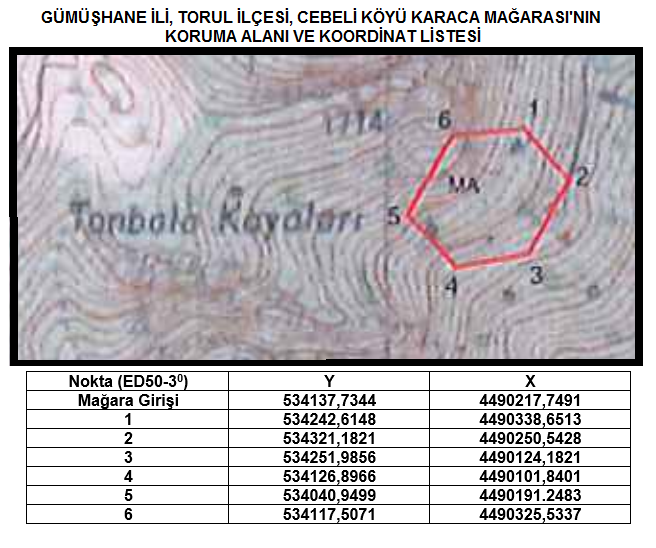 GÜMÜŞHANE İLİ, TORUL İLÇESİ, CEBELİ KÖYÜ KARACA MAĞARASI'NIN
KORUMA ALANI VE KOORDİNAT LİSTESİ
1714
6
1
MA
2
Tonbala Kayaları
5
4
3
Nokta (ED50-3⁰) Y X
Mağara Girişi 534137,7344 4490217,7491
1 534242,6148 4490338,6513
2 534321,1821 4490250,5428
3 534251,9856 4490124,1821
4 534126,8966 4490101,8401
5 534040,9499 4490191.2483
6 534117,5071 4490325,5337